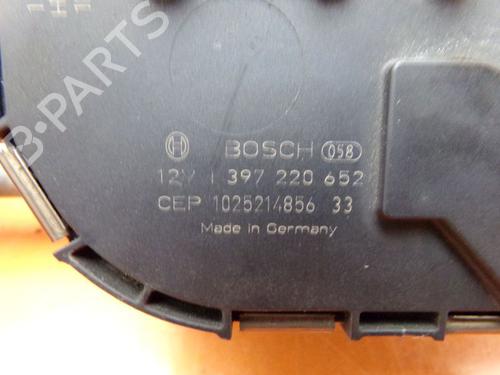 BOSCH 058
12V 1 397 220 652
CEP 1025214856 33
Made in Germany
B-PARTS